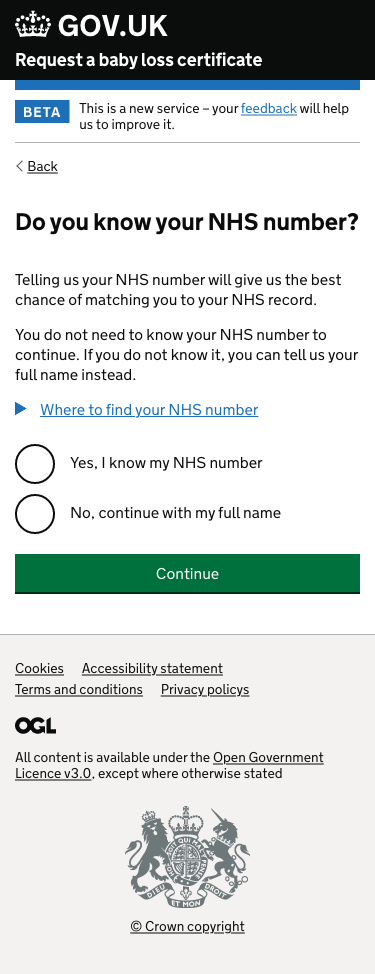 GOV.UK
Request a baby loss certificate
BETA
This is a new service – your feedback will help
us to improve it.
Back
Do you know your NHS number?
Telling us your NHS number will give us the best
chance of matching you to your NHS record.
You do not need to know your NHS number to
continue. If you do not know it, you can tell us your
full name instead.
Where to find your NHS number
Yes, I know my NHS number
No, continue with my full name
Continue
Cookies Accessibility statement
Terms and conditions Privacy policys
OGL
All content is available under the Open Government
Licence v3.0, except where otherwise stated
DIEU ET MON DROIT
© Crown copyright